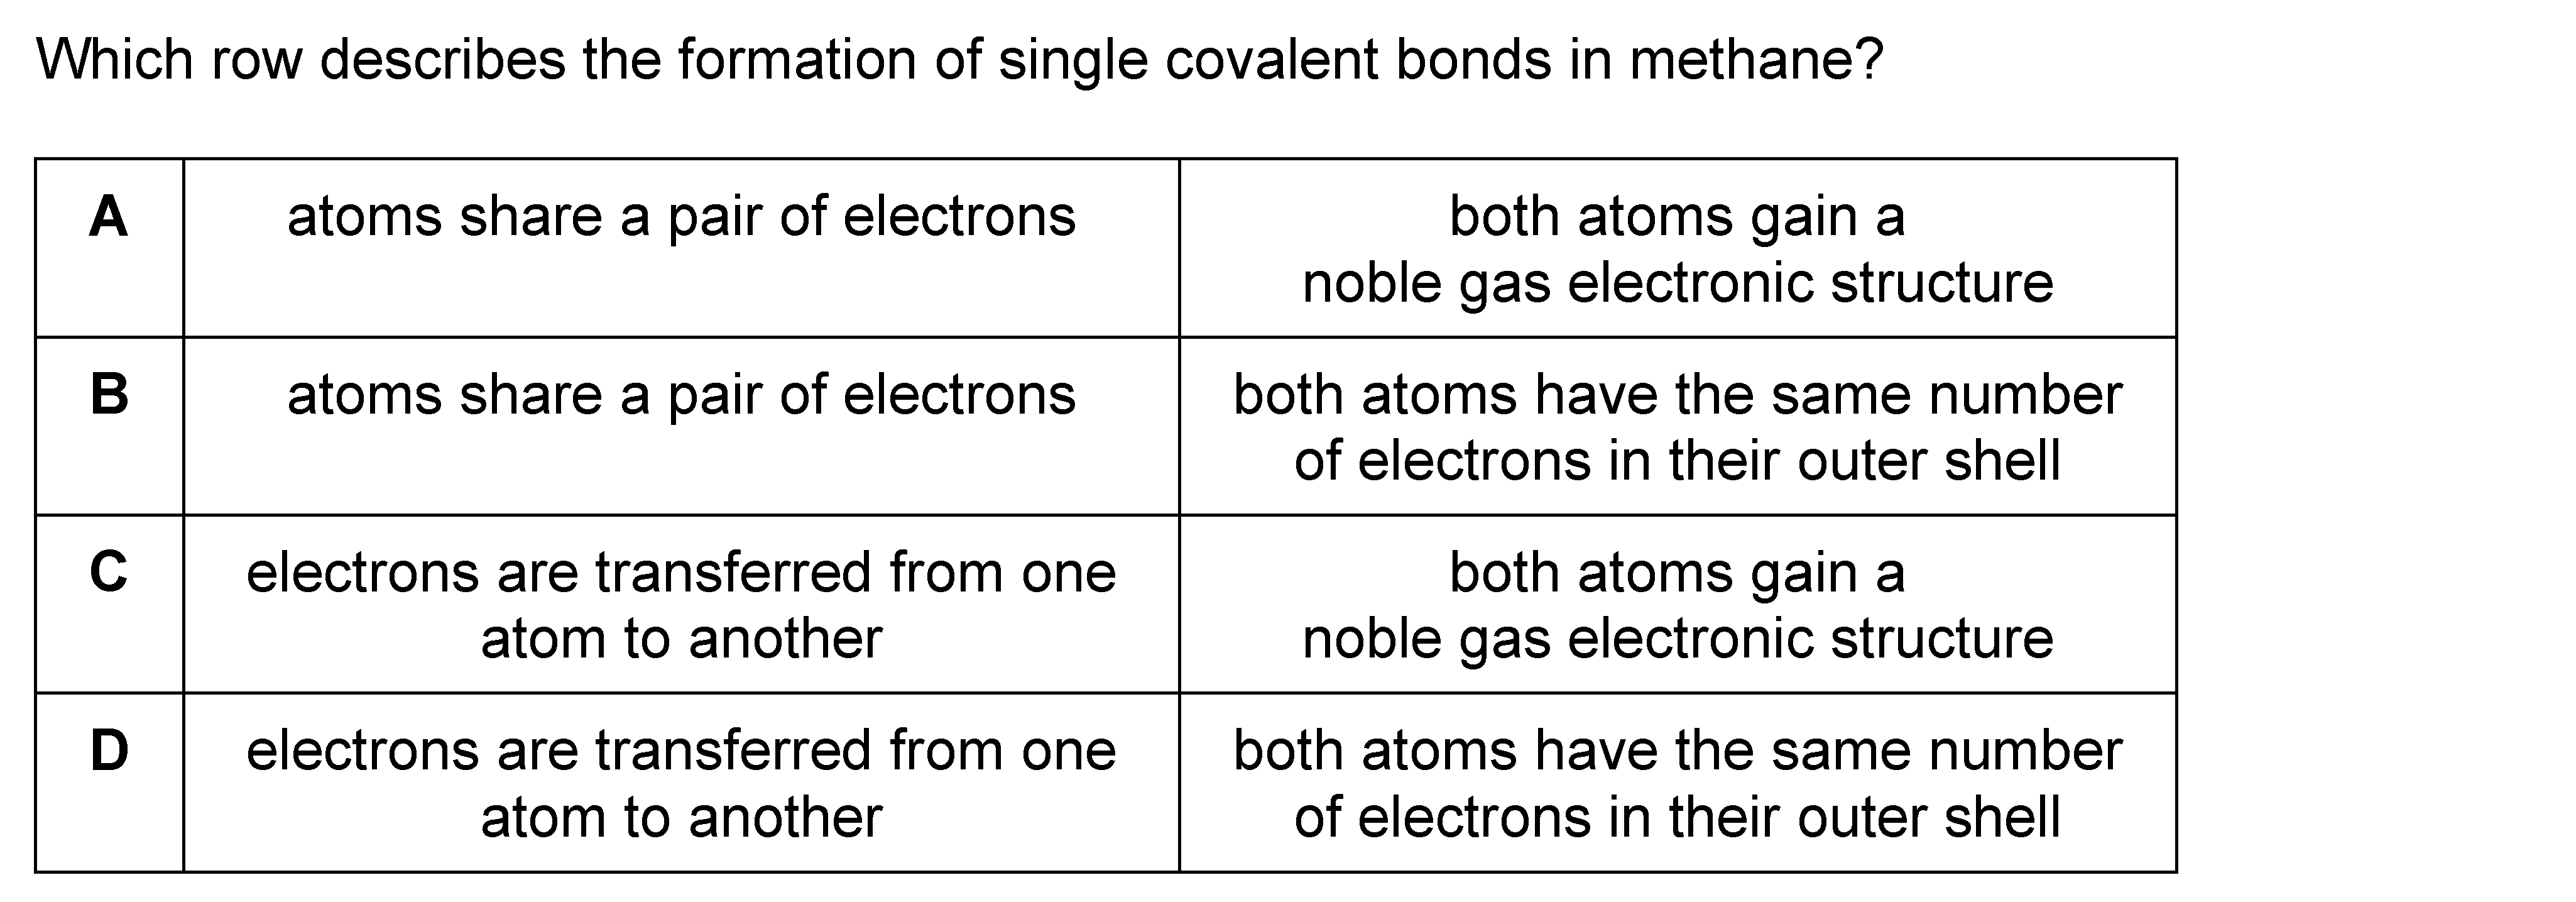 Which row describes the formation of single covalent bonds in methane?
A atoms share a pair of electrons both atoms gain a
noble gas electronic structure
B atoms share a pair of electrons both atoms have the same number
of electrons in their outer shell
C electrons are transferred from one both atoms gain a
atom to another noble gas electronic structure
D electrons are transferred from one both atoms have the same number
atom to another of electrons in their outer shell